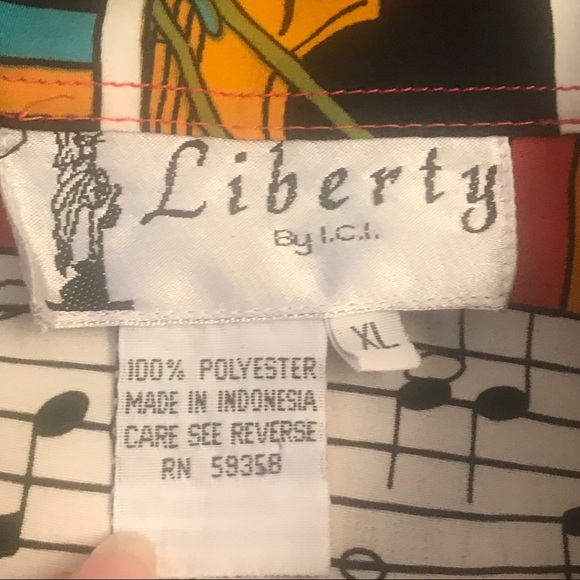 Liberty
By I.C.I.
XL
100% POLYESTER
MADE IN INDONESIA
CARE SEE REVERSE
RN 59358